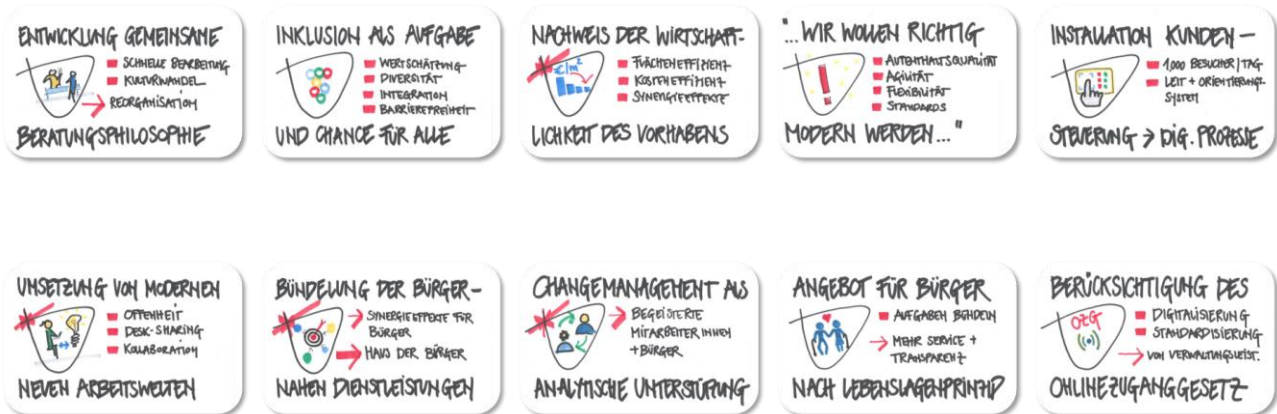 ENTWICKLUNG GEMEINSAME
SCHNELLE BEARBEITUNG
KULTURWANDEL
REORGANISATION
BERATUNGSPHILOSOPHIE
INKLUSION ALS AUFGABE
WERTSCHÄTZUNG
DIVERSITÄT
INTEGRATION
BARRIEREFREIHEIT
UND CHANCE FÜR ALLE
NACHWEIS DER WIRTSCHAFT-
€/m²
FLÄCHENEFFIZIENZ
KOSTENEFFIZIENZ
SYNERGIEEFFEKTE
LICHKEIT DES VORHABENS
"...WIR WOLLEN RICHTIG
AUFENTHALTSQUALITÄT
AGILITÄT
FLEXIBILITÄT
STANDARDS
MODERN WERDEN..."
INSTALLATION KUNDEN-
1.000 BESUCHER/TAG
LEIT + ORIENTIERUNGS-
SYSTEM
STEUERUNG > DIG. PROZESSE
UMSETZUNG VON MODERNEN
OFFENHEIT
DESK-SHARING
KOLLABORATION
NEUEN ARBEITSWELTEN
BÜNDELUNG DER BÜRGER-
SINERGIEEFFEKTE FÜR
BÜRGER
HAUS DER BÜRGER
NAHEN DIENSTLEISTUNGEN
CHANGEMANAGEMENT ALS
BEGEISTERTE
MITARBEITER INNEN
+ BÜRGER
ANALYTISCHE UNTERSTÜTZUNG
ANGEBOT FÜR BÜRGER
AUFGABEN BÜNDELN
MEHR SERVICE +
TRANSPARENZ
NACH LEBENSLAGENPRINZIP
BERÜCKSICHTIGUNG DES
OZG
DIGITALISIERUNG
STANDARDISIERUNG
VON VERWALTUNGSLEIST.
ONLINEZUGANGGESETZ